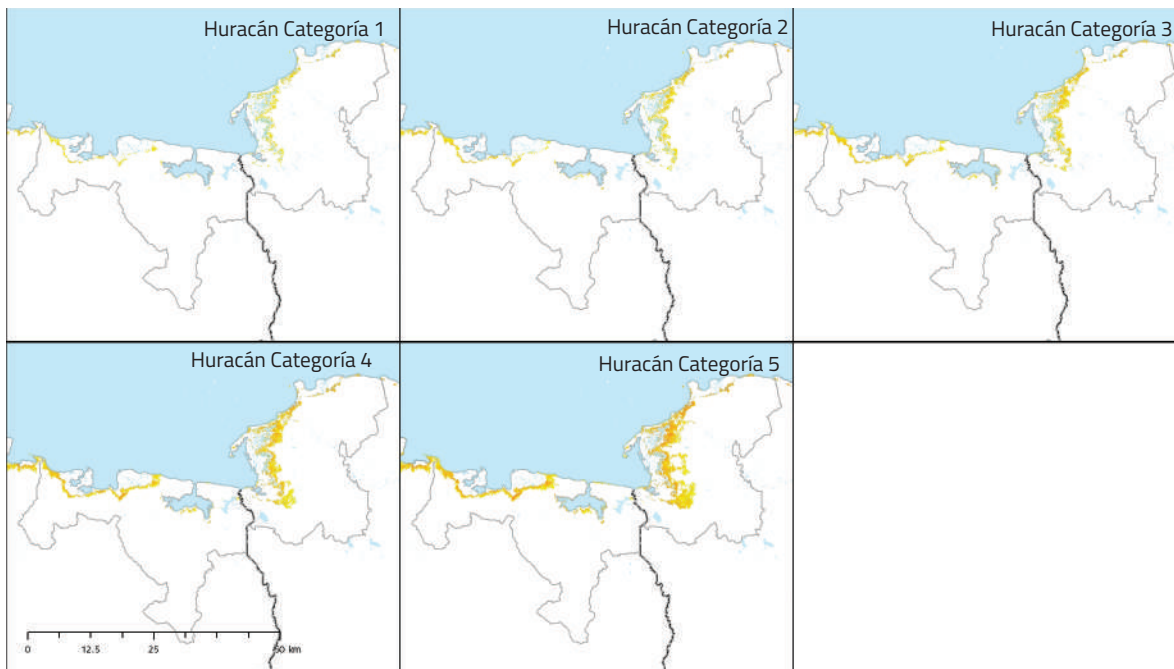 Huracán Categoría 1
Huracán Categoría 2
Huracán Categoría 3
Huracán Categoría 4
Huracán Categoría 5
0 12.5 25 50 km